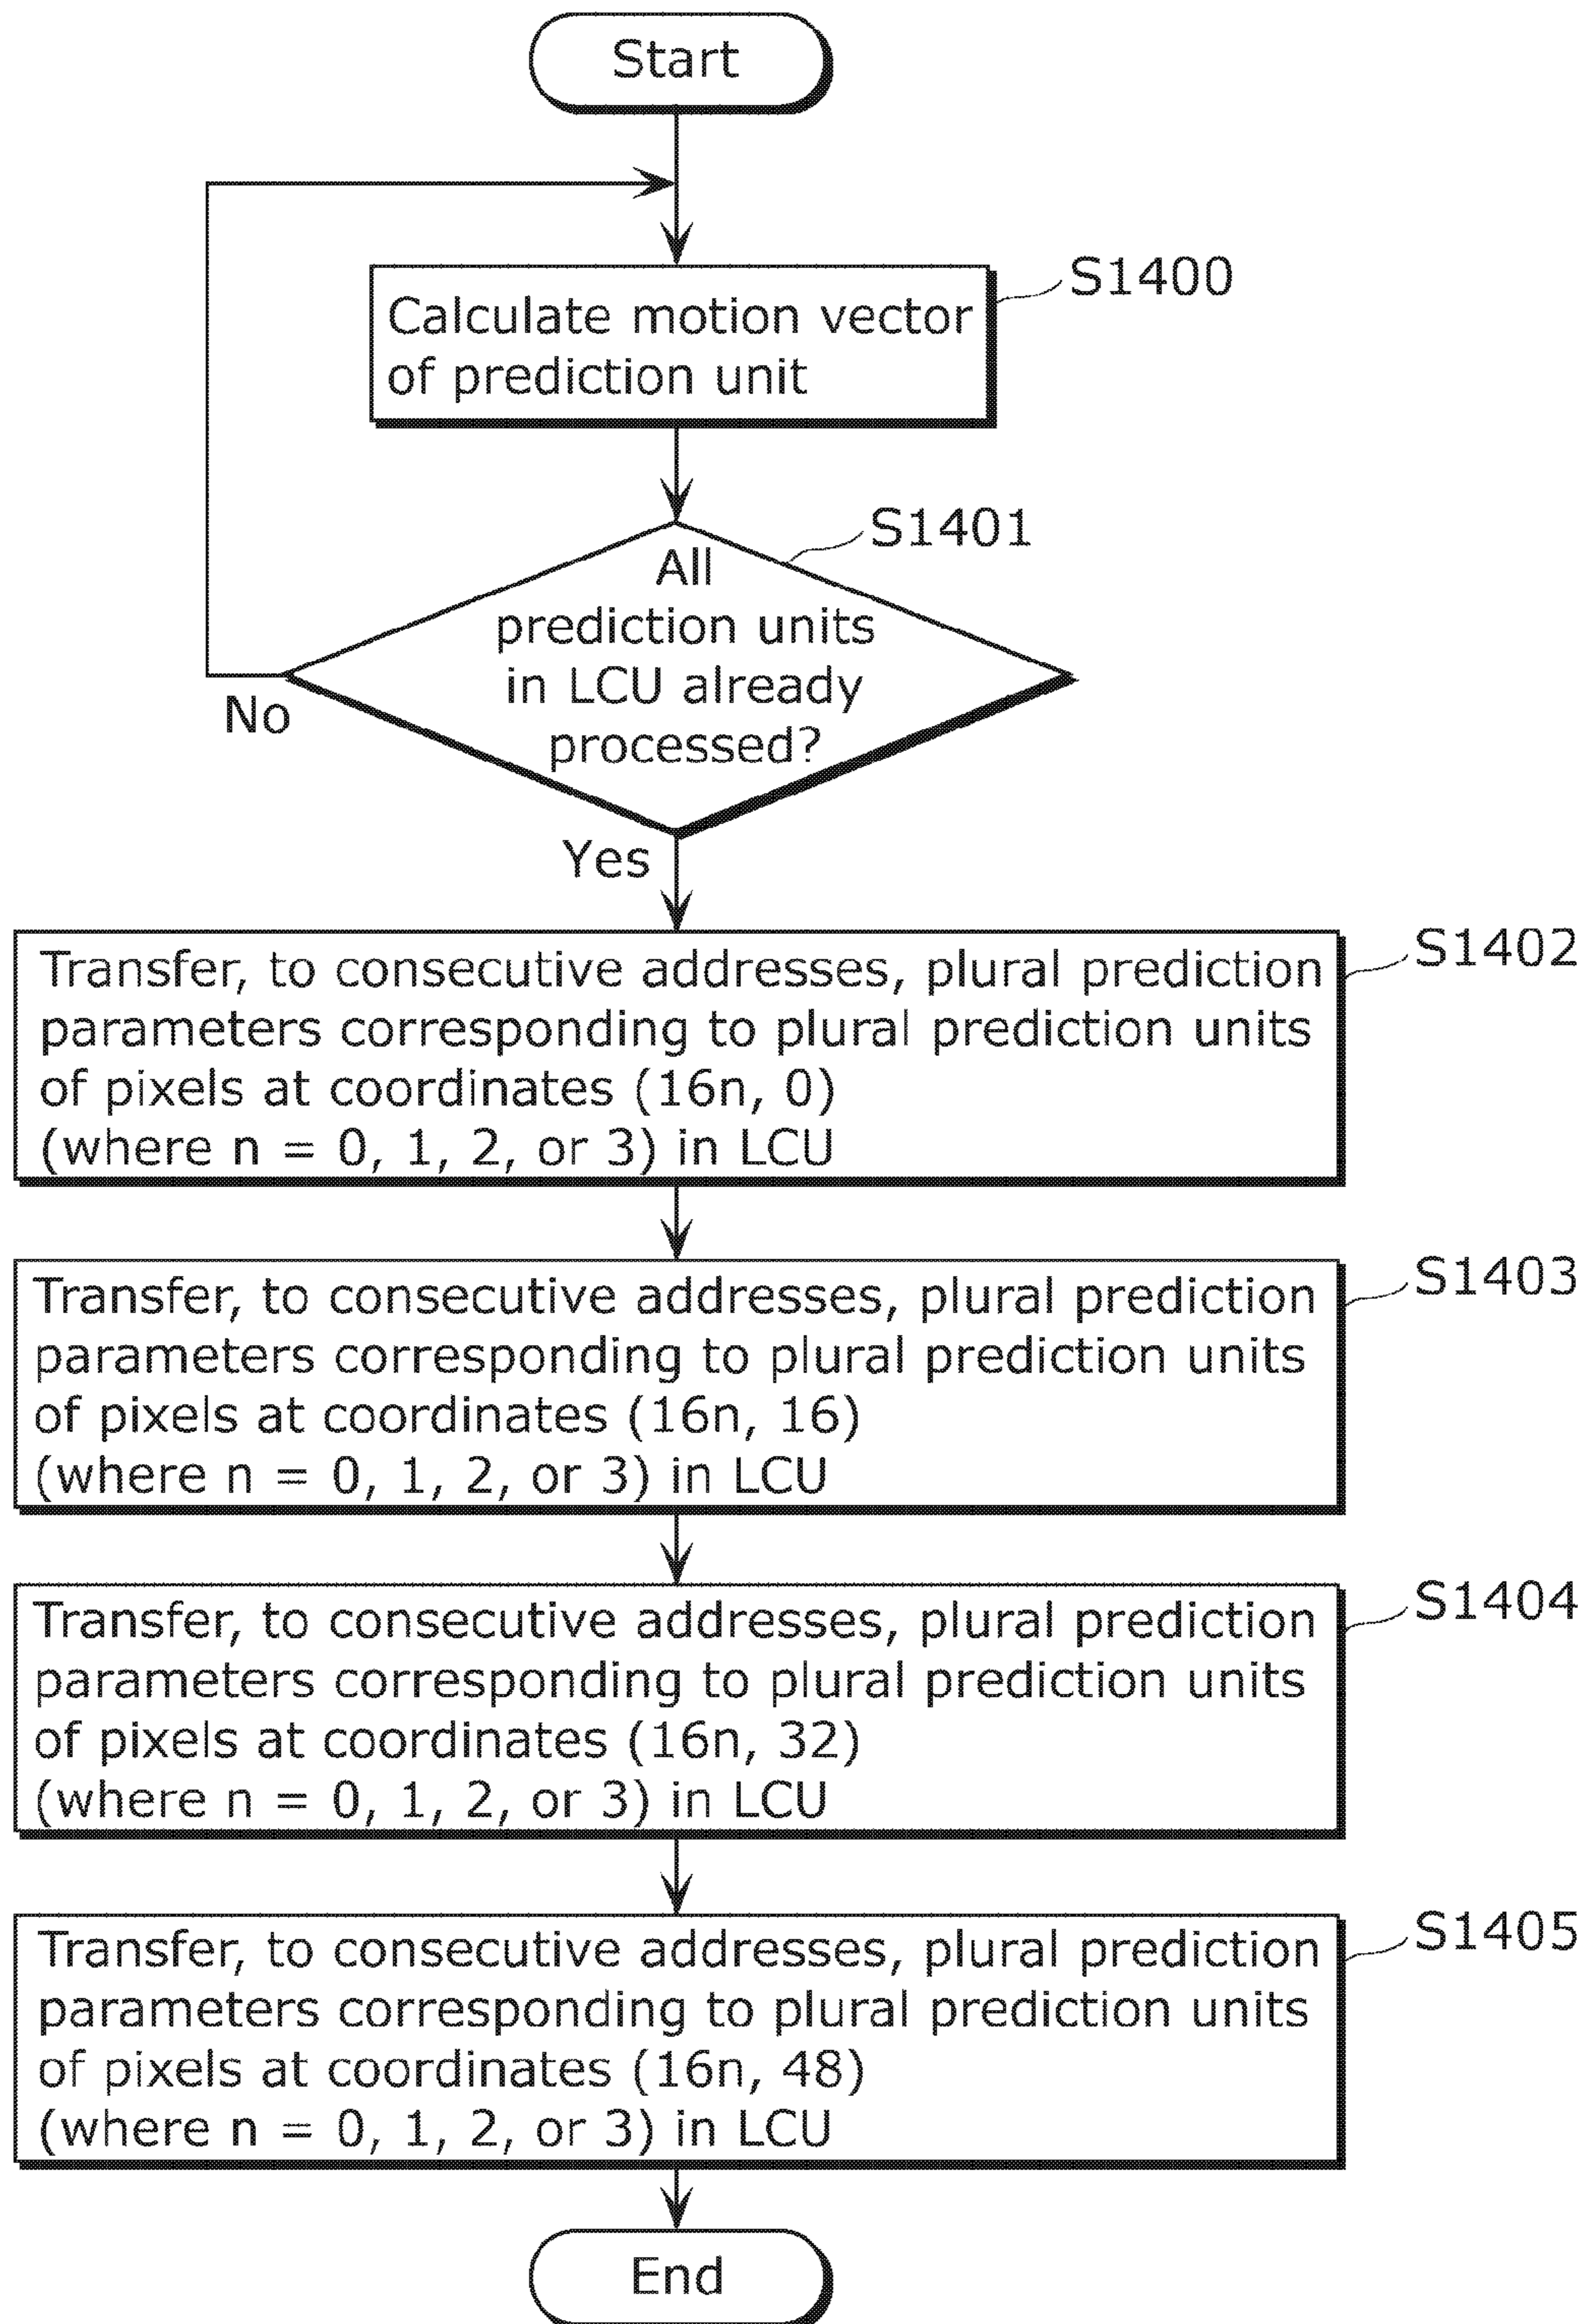 Start
S1400
Calculate motion vector
of prediction unit
S1401
All
prediction units
in LCU already
processed?
No
Yes
S1402
Transfer, to consecutive addresses, plural prediction
parameters corresponding to plural prediction units
of pixels at coordinates (16n, 0)
(where n = 0, 1, 2, or 3) in LCU
S1403
Transfer, to consecutive addresses, plural prediction
parameters corresponding to plural prediction units
of pixels at coordinates (16n, 16)
(where n = 0, 1, 2, or 3) in LCU
S1404
Transfer, to consecutive addresses, plural prediction
parameters corresponding to plural prediction units
of pixels at coordinates (16n, 32)
(where n = 0, 1, 2, or 3) in LCU
S1405
Transfer, to consecutive addresses, plural prediction
parameters corresponding to plural prediction units
of pixels at coordinates (16n, 48)
(where n = 0, 1, 2, or 3) in LCU
End